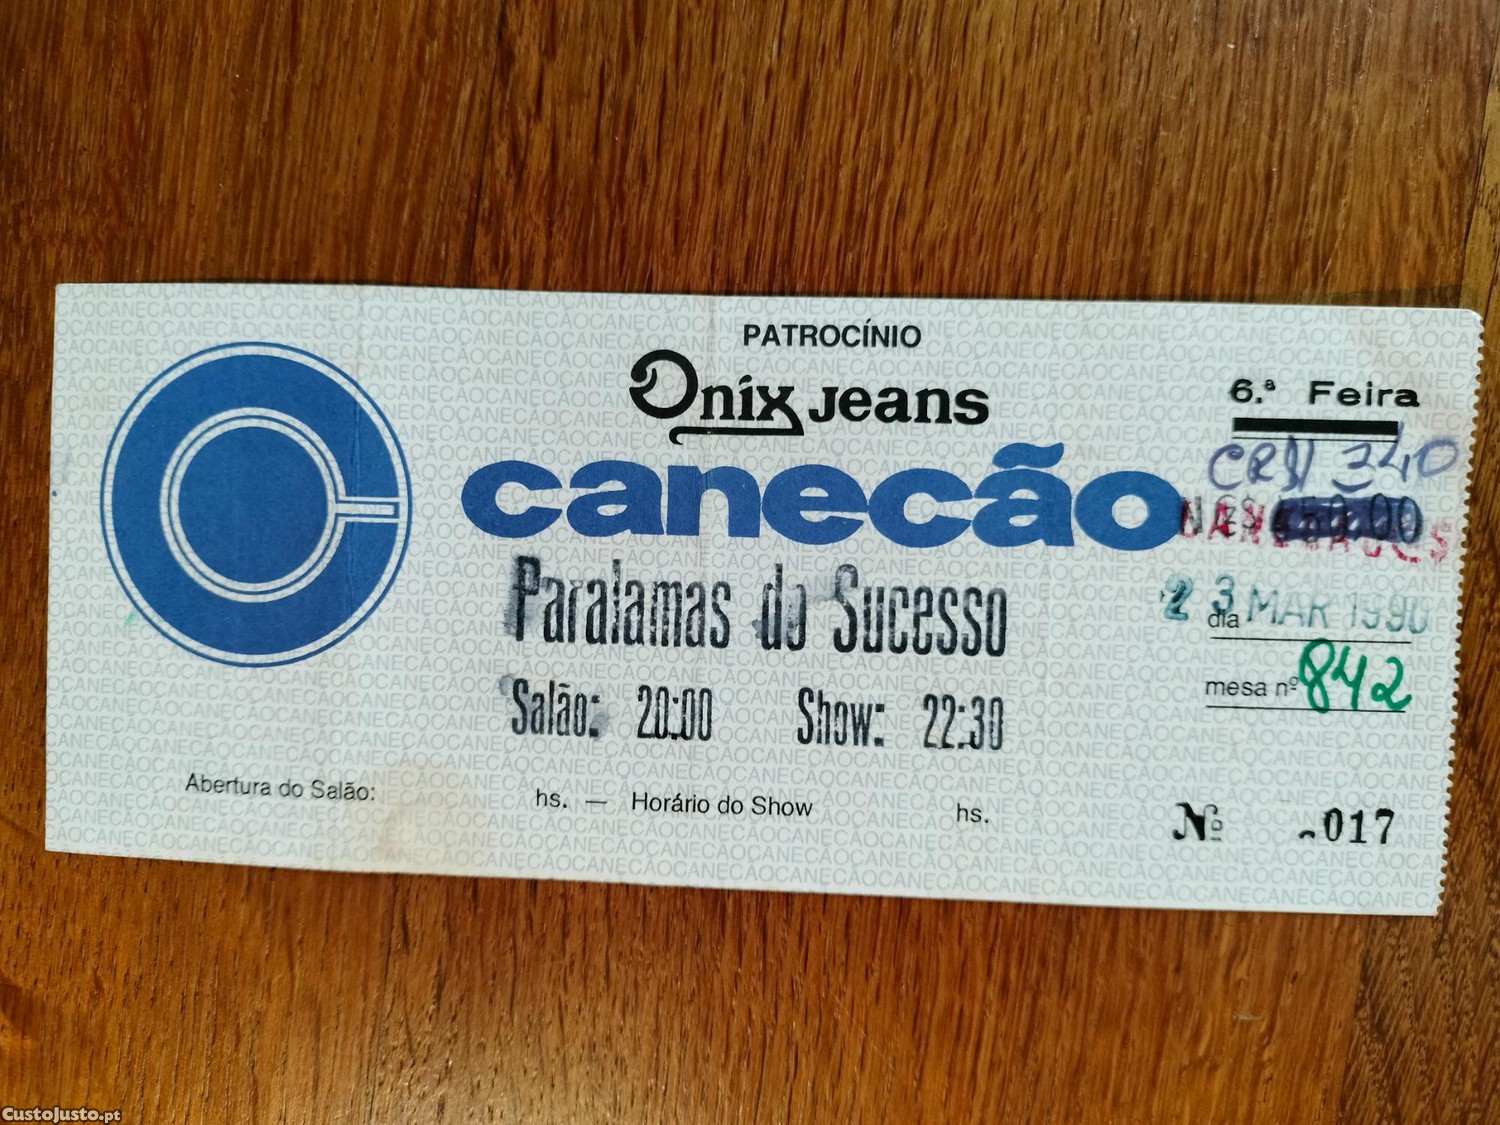 PATROCÍNIO
Onix Jeans
canecão
Paralamas do Sucesso
Salão: 20:00 Show: 22:30
Abertura do Salão: hs. — Horário do Show hs.
6.ª Feira
340
dia 23 MAR 1990
mesa nº 842
Nº 017
CustoJusto.pt